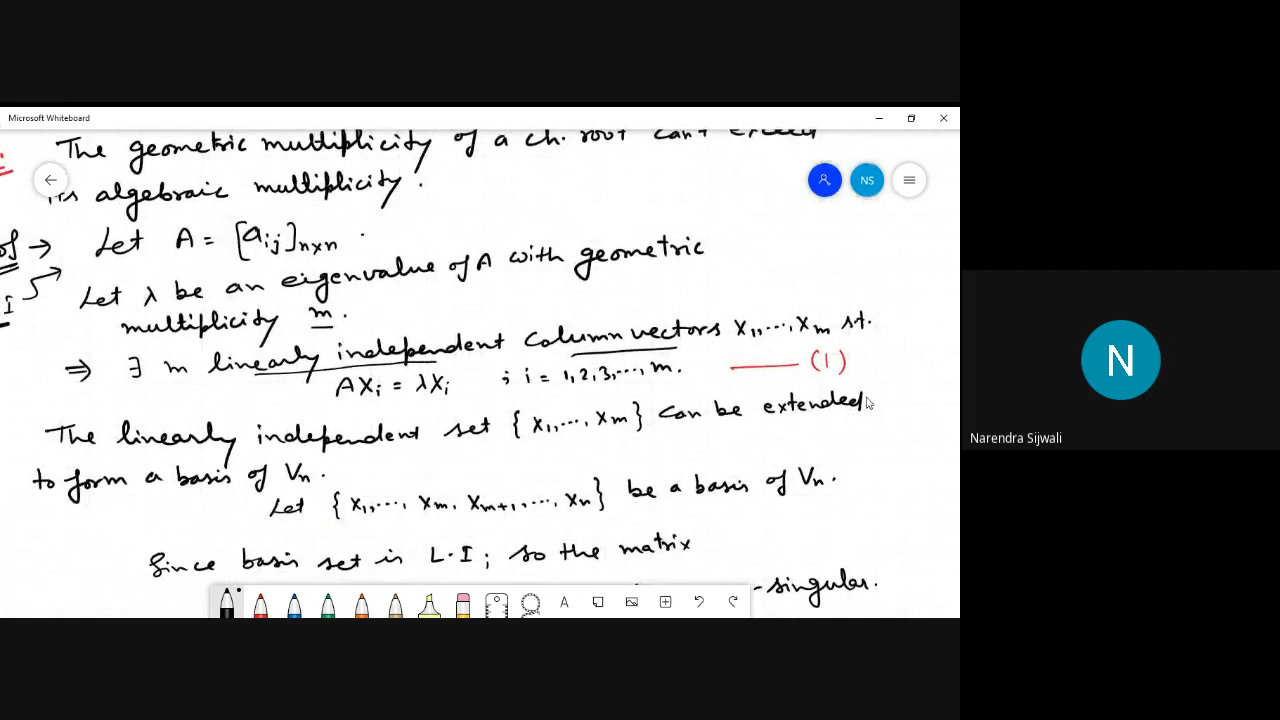 Microsoft Whiteboard
The geometric multiplicity of a ch. root can't exceed
its algebraic multiplicity.
NS
Let A = [aij]n×n .
Let λ be an eigenvalue of A with geometric
I
multiplicity m.
⇒ ∃ m linearly independent column vectors X1,...,Xm st.
AXi = λXi ; i = 1,2,3,...,m. —— (1)
N
The linearly independent set {X1,...,Xm} can be extended
Narendra Sijwali
to form a basis of Vn.
Let {X1,..., Xm, Xm+1,..., Xn} be a basis of Vn.
Since basis set is L.I; so the matrix
-singular.
A